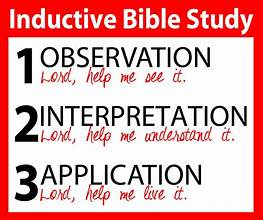 Inductive Bible Study
1 OBSERVATION
Lord, help me see it.
2 INTERPRETATION
Lord, help me understand it.
3 APPLICATION
Lord, help me live it.